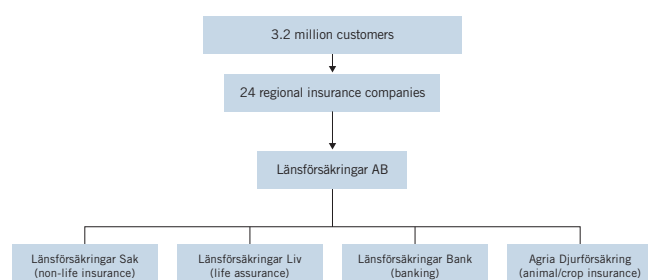 3.2 million customers
24 regional insurance companies
Länsförsäkringar AB
Länsförsäkringar Sak
(non-life insurance)
Länsförsäkringar Liv
(life assurance)
Länsförsäkringar Bank
(banking)
Agria Djurförsäkring
(animal/crop insurance)